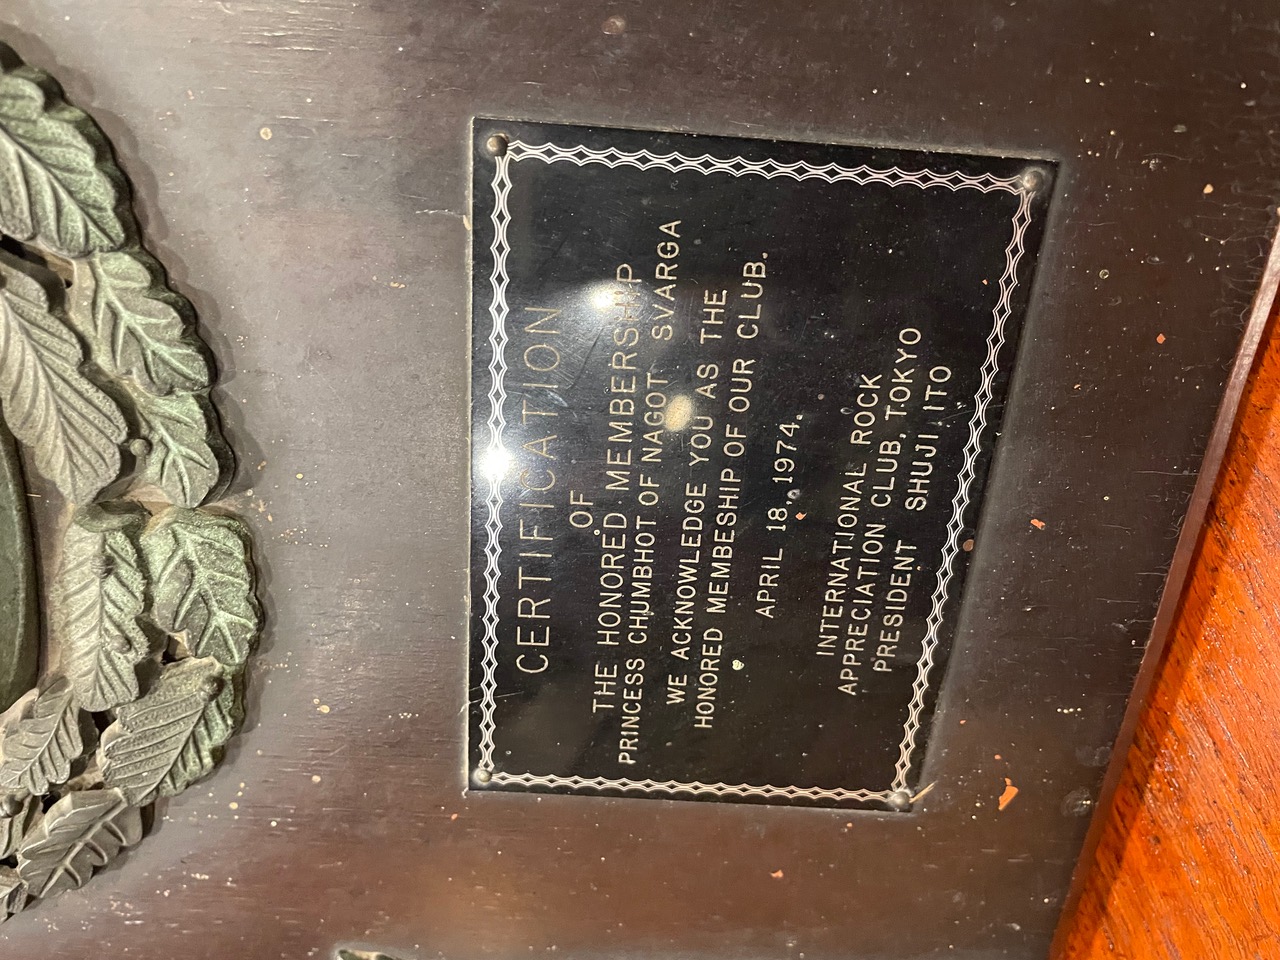 CERTIFICATION
OF
THE HONORED MEMBERSHIP
PRINCESS CHUMBHOT OF NAGOT SVARGA
WE ACKNOWLEDGE YOU AS THE
HONORED MEMBESHIP OF OUR CLUB.
APRIL 18, 1974.
INTERNATIONAL ROCK
APPRECIATION CLUB, TOKYO
PRESIDENT SHUJI ITO